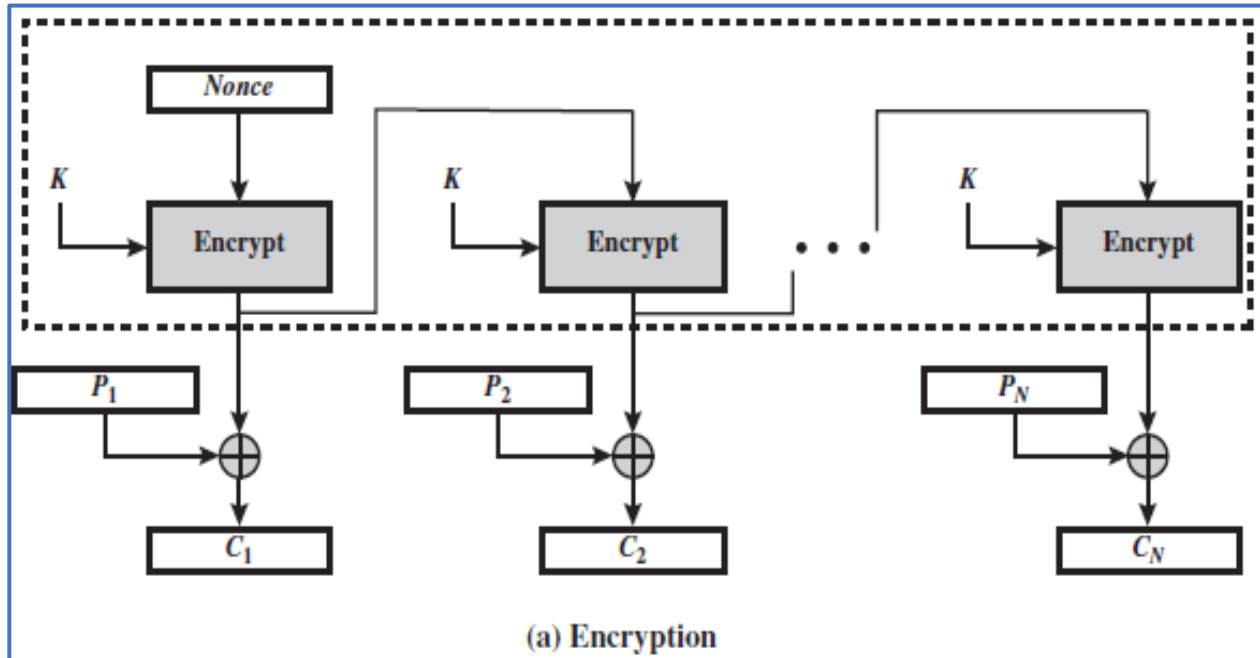 Nonce
K
K
K
Encrypt
Encrypt
• • •
Encrypt
P1
P2
PN
C1
C2
CN
(a) Encryption